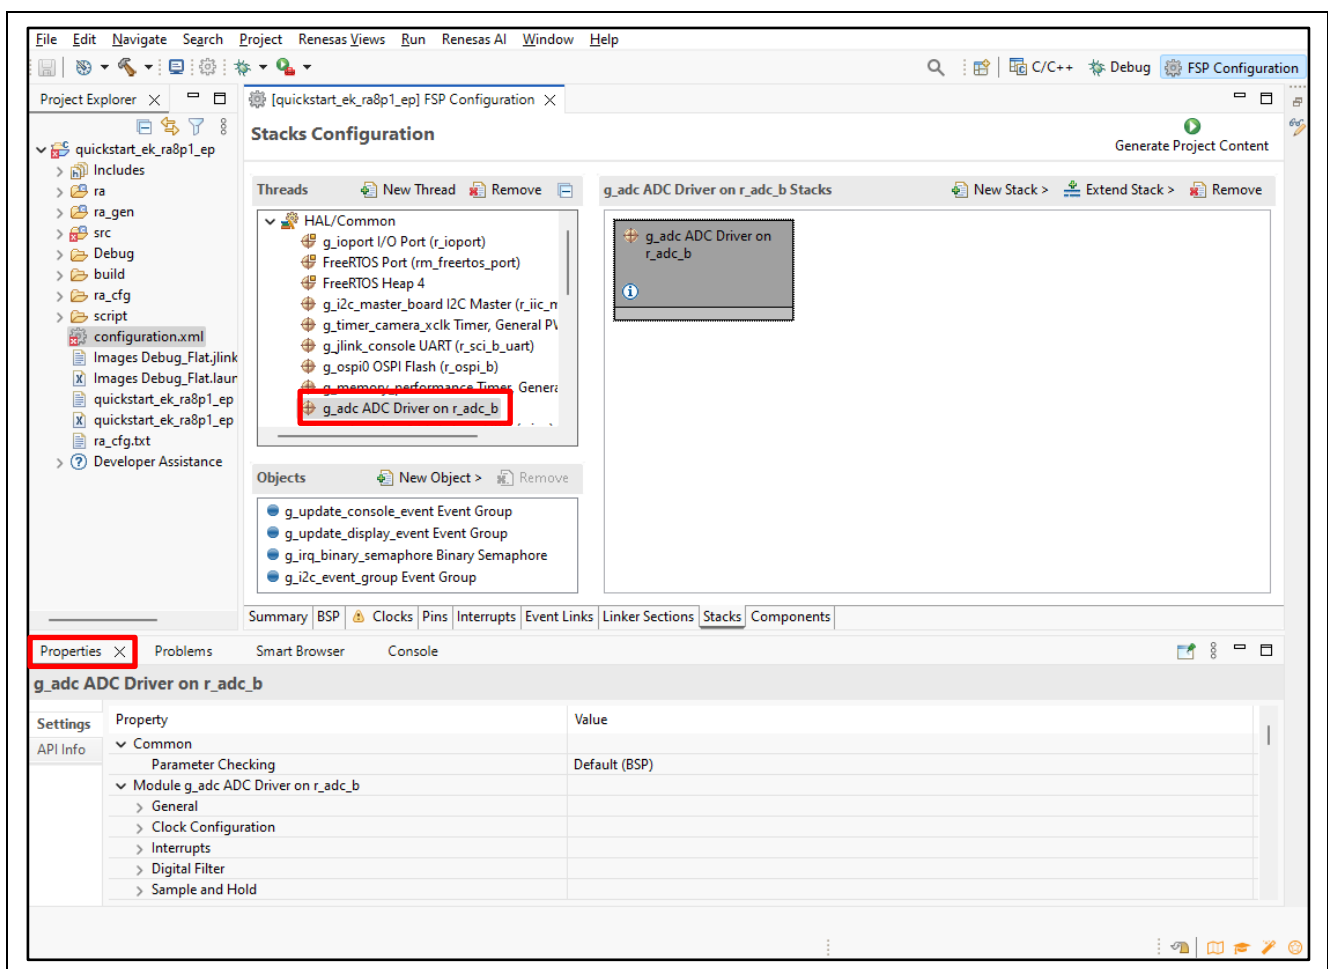 File Edit Navigate Search Project Renesas Views Run Renesas AI Window Help
C/C++ Debug FSP Configuration
Project Explorer
[quickstart_ek_ra8p1_ep] FSP Configuration
Stacks Configuration
Generate Project Content
quickstart_ek_ra8p1_ep
Includes
ra
ra_gen
src
Debug
build
ra_cfg
script
configuration.xml
Images Debug_Flat.jlink
Images Debug_Flat.laur
quickstart_ek_ra8p1_ep
quickstart_ek_ra8p1_ep
ra_cfg.txt
Developer Assistance
Threads New Thread Remove
HAL/Common
g_ioport I/O Port (r_ioport)
FreeRTOS Port (rm_freertos_port)
FreeRTOS Heap 4
g_i2c_master_board I2C Master (r_iic_m
g_timer_camera_xclk Timer, General PW
g_jlink_console UART (r_sci_b_uart)
g_ospi0 OSPI Flash (r_ospi_b)
g_memory_performance Timer, Genera
g_adc ADC Driver on r_adc_b
g_adc ADC Driver on r_adc_b Stacks New Stack > Extend Stack > Remove
g_adc ADC Driver on
r_adc_b
Objects New Object > Remove
g_update_console_event Event Group
g_update_display_event Event Group
g_irq_binary_semaphore Binary Semaphore
g_i2c_event_group Event Group
Summary BSP Clocks Pins Interrupts Event Links Linker Sections Stacks Components
Properties Problems Smart Browser Console
g_adc ADC Driver on r_adc_b
Settings
API Info
Property Value
Common
Parameter Checking Default (BSP)
Module g_adc ADC Driver on r_adc_b
General
Clock Configuration
Interrupts
Digital Filter
Sample and Hold